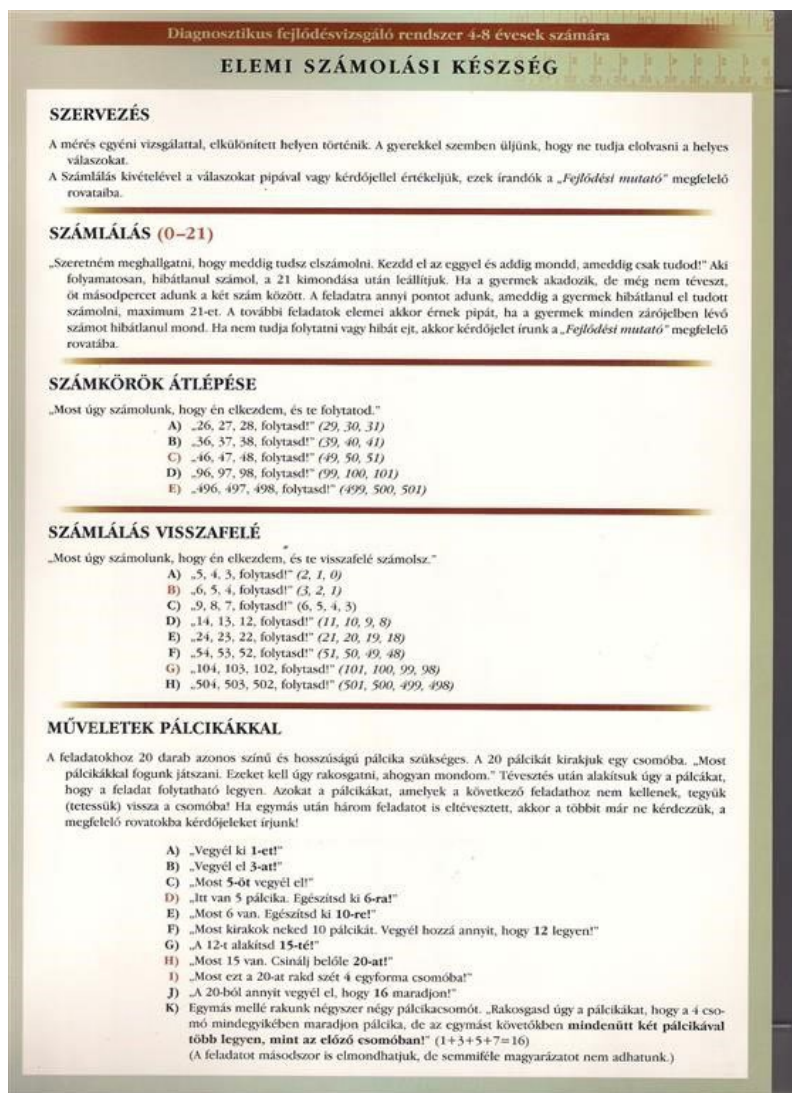 Diagnosztikus fejlődésvizsgáló rendszer 4-8 évesek számára
ELEMI SZÁMOLÁSI KÉSZSÉG
SZERVEZÉS
A mérés egyéni vizsgálattal, elkülönített helyen történik. A gyerekkel szemben üljünk, hogy ne tudja elolvasni a helyes
válaszokat.
A Számlálás kivételével a válaszokat pipával vagy kérdőjellel értékeljük, ezek írandók a „Fejlődési mutató" megfelelő
rovataiba.
SZÁMLÁLÁS (0–21)
„Szeretném meghallgatni, hogy meddig tudsz elszámolni. Kezdd el az eggyel és addig mondd, ameddig csak tudod!" Aki
folyamatosan, hibátlanul számol, a 21 kimondása után leállítjuk. Ha a gyermek akadozik, de még nem téveszt,
öt másodpercet adunk a két szám között. A feladatra annyi pontot adunk, ameddig a gyermek hibátlanul el tudott
számolni, maximum 21-et. A további feladatok elemei akkor érnek pipát, ha a gyermek minden zárójelben lévő
számot hibátlanul mond. Ha nem tudja folytatni vagy hibát ejt, akkor kérdőjelet írunk a „Fejlődési mutató" megfelelő
rovatába.
SZÁMKÖRÖK ÁTLÉPÉSE
„Most úgy számolunk, hogy én elkezdem, és te folytatod."
A) „26, 27, 28, folytasd!" (29, 30, 31)
B) „36, 37, 38, folytasd!" (39, 40, 41)
C) „46, 47, 48, folytasd!" (49, 50, 51)
D) „96, 97, 98, folytasd!" (99, 100, 101)
E) „496, 497, 498, folytasd!" (499, 500, 501)
SZÁMLÁLÁS VISSZAFELÉ
„Most úgy számolunk, hogy én elkezdem, és te visszafelé számolsz."
A) „5, 4, 3, folytasd!" (2, 1, 0)
B) „6, 5, 4, folytasd!" (3, 2, 1)
C) „9, 8, 7, folytasd!" (6, 5, 4, 3)
D) „14, 13, 12, folytasd!" (11, 10, 9, 8)
E) „24, 23, 22, folytasd!" (21, 20, 19, 18)
F) „54, 53, 52, folytasd!" (51, 50, 49, 48)
G) „104, 103, 102, folytasd!" (101, 100, 99, 98)
H) „504, 503, 502, folytasd!" (501, 500, 499, 498)
MŰVELETEK PÁLCIKÁKKAL
A feladatokhoz 20 darab azonos színű és hosszúságú pálcika szükséges. A 20 pálcikát kirakjuk egy csomóba. „Most
pálcikákkal fogunk játszani. Ezeket kell úgy rakosgatni, ahogyan mondom." Tévesztés után alakítsuk úgy a pálcákat,
hogy a feladat folytatható legyen. Azokat a pálcikákat, amelyek a következő feladathoz nem kellenek, tegyük
(tetessük) vissza a csomóba! Ha egymás után három feladatot is eltévesztett, akkor a többit már ne kérdezzük, a
megfelelő rovatokba kérdőjeleket írjunk!
A) „Vegyél ki 1-et!"
B) „Vegyél el 3-at!"
C) „Most 5-öt vegyél el!"
D) „Itt van 5 pálcika. Egészítsd ki 6-ra!"
E) „Most 6 van. Egészítsd ki 10-re!"
F) „Most kirakok neked 10 pálcikát. Vegyél hozzá annyit, hogy 12 legyen!"
G) „A 12-t alakítsd 15-té!"
H) „Most 15 van. Csinálj belőle 20-at!"
I) „Most ezt a 20-at rakd szét 4 egyforma csomóba!"
J) „A 20-ból annyit vegyél el, hogy 16 maradjon!"
K) Egymás mellé rakunk négyszer négy pálcikacsomót. „Rakosgasd úgy a pálcikákat, hogy a 4 cso-
mó mindegyikében maradjon pálcika, de az egymást követőkben mindenütt két pálcikával
több legyen, mint az előző csomóban!" (1+3+5+7=16)
(A feladatot másodszor is elmondhatjuk, de semmiféle magyarázatot nem adhatunk.)